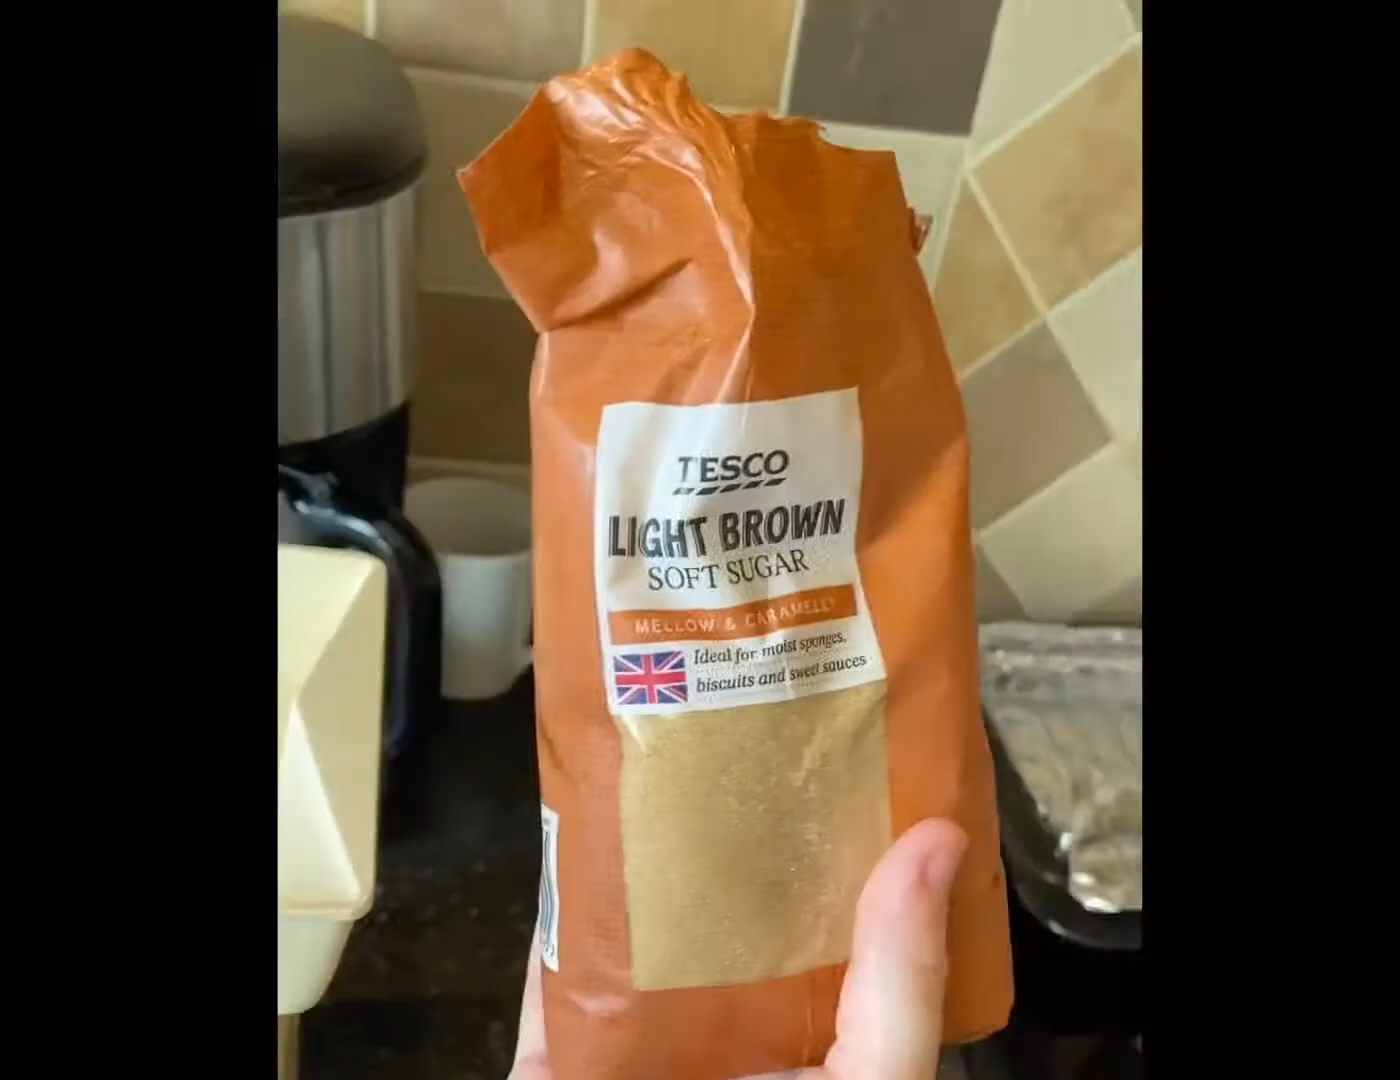 TESCO
LIGHT BROWN
SOFT SUGAR
MELLOW & CARAMELLY
Ideal for moist sponges,
biscuits and sweet sauces